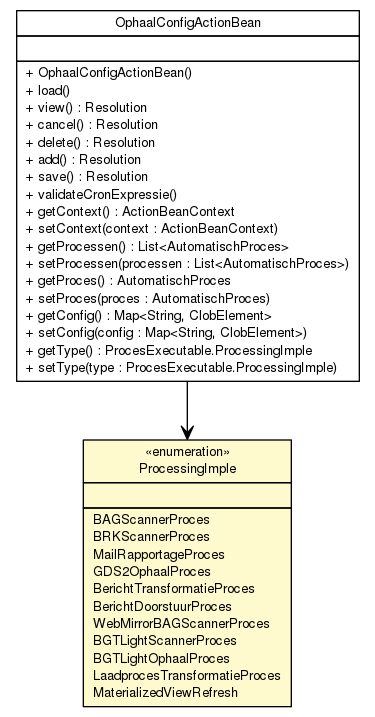 OphaalConfigActionBean
+ OphaalConfigActionBean()
+ load()
+ view() : Resolution
+ cancel() : Resolution
+ delete() : Resolution
+ add() : Resolution
+ save() : Resolution
+ validateCronExpressie()
+ getContext() : ActionBeanContext
+ setContext(context : ActionBeanContext)
+ getProcessen() : List<AutomatischProces>
+ setProcessen(processen : List<AutomatischProces>)
+ getProces() : AutomatischProces
+ setProces(proces : AutomatischProces)
+ getConfig() : Map<String, ClobElement>
+ setConfig(config : Map<String, ClobElement>)
+ getType() : ProcesExecutable.ProcessingImple
+ setType(type : ProcesExecutable.ProcessingImple)
«enumeration»
ProcessingImple
BAGScannerProces
BRKScannerProces
MailRapportageProces
GDS2OphaalProces
BerichtTransformatieProces
BerichtDoorstuurProces
WebMirrorBAGScannerProces
BGTLightScannerProces
BGTLightOphaalProces
LaadprocesTransformatieProces
MaterializedViewRefresh